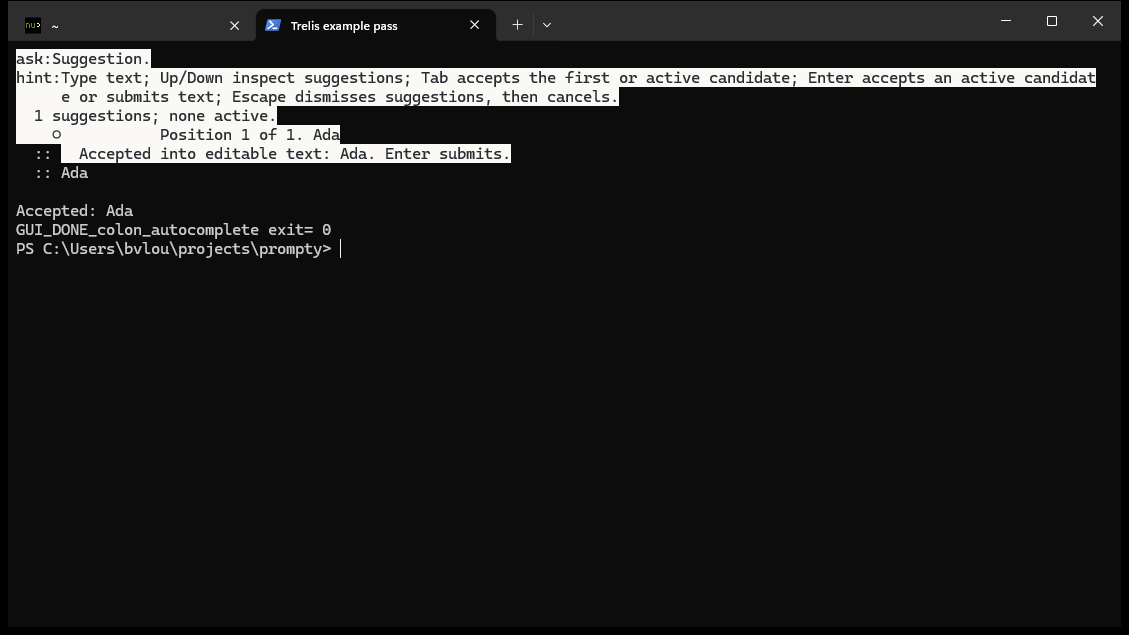 nu>
~
Trelis example pass
ask:Suggestion.
hint:Type text; Up/Down inspect suggestions; Tab accepts the first or active candidate; Enter accepts an active candidat
e or submits text; Escape dismisses suggestions, then cancels.
1 suggestions; none active.
○ Position 1 of 1. Ada
:: Accepted into editable text: Ada. Enter submits.
:: Ada
Accepted: Ada
GUI_DONE_colon_autocomplete exit= 0
PS C:\Users\bvlou\projects\prompty>